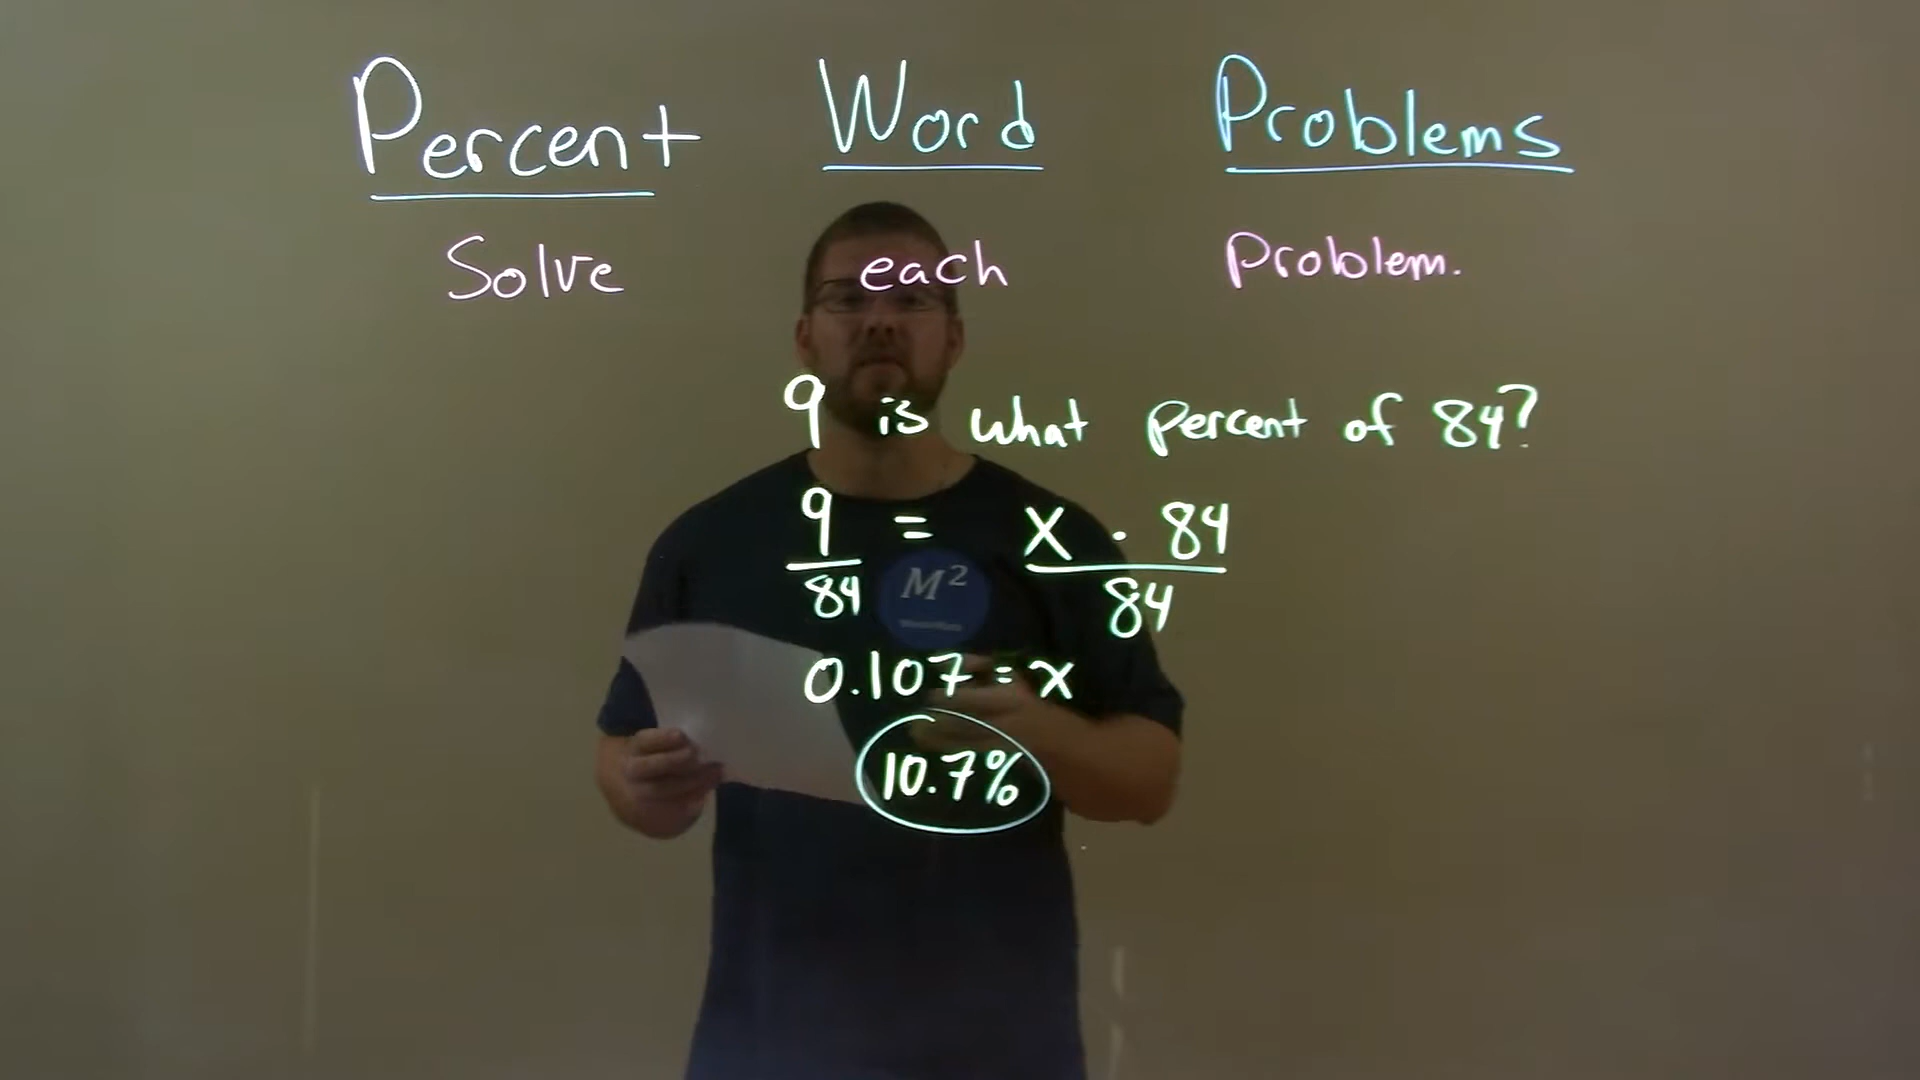 Percent Word Problems
Solve each problem.
9 is what percent of 84?
9 = x · 84
84 84
M²
0.107 = x
10.7%